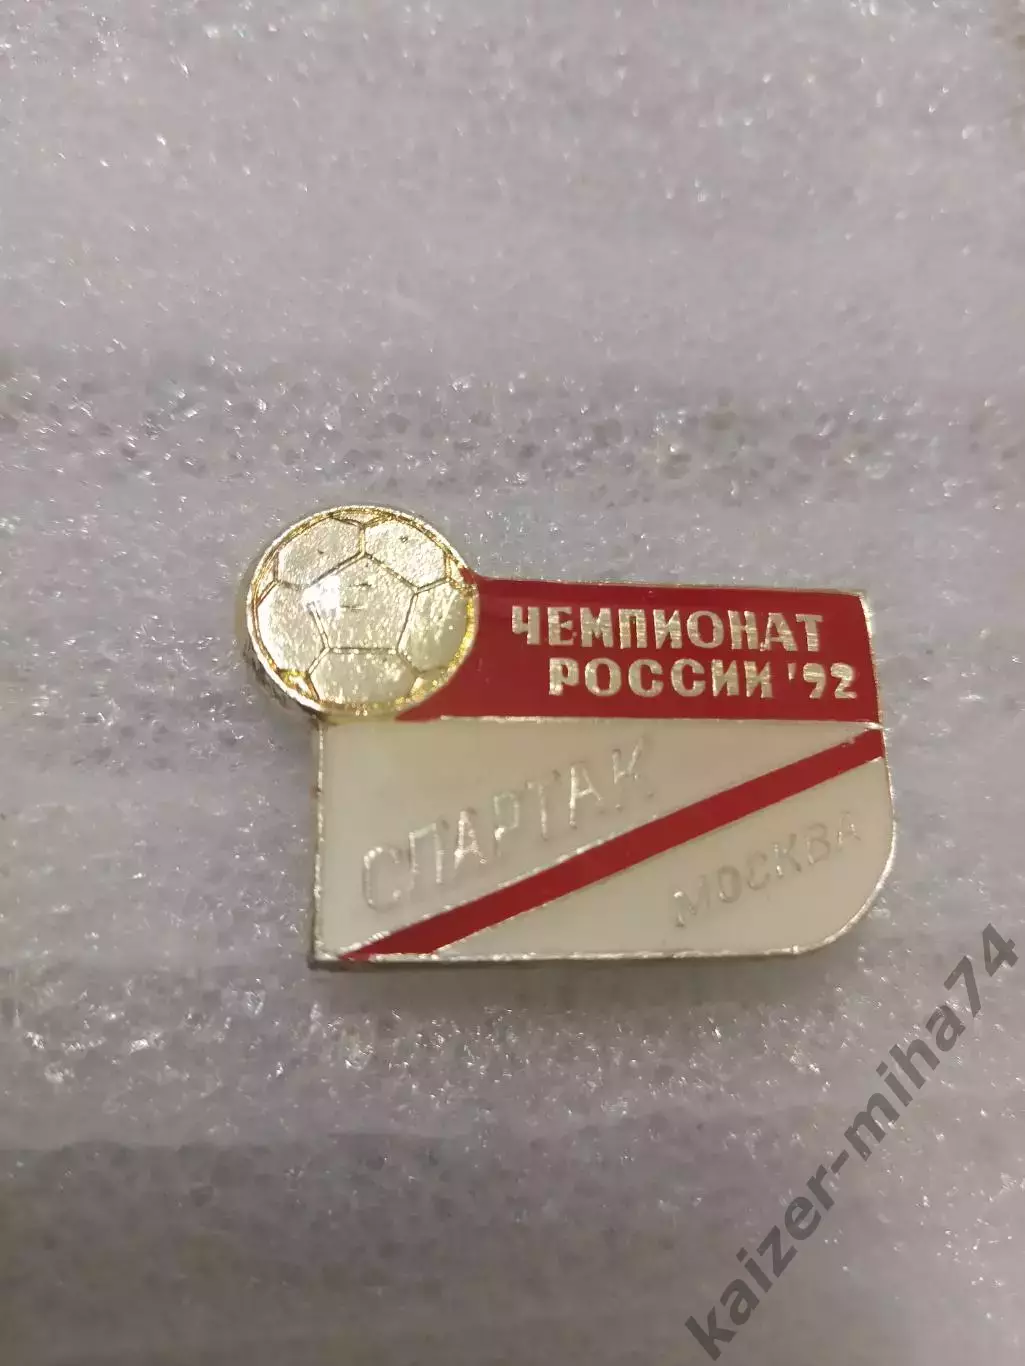 ЧЕМПИОНАТ
РОССИИ '92
СПАРТАК
МОСКВА
kaizer-miha74